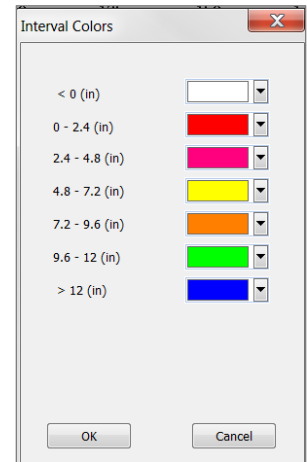 Interval Colors
< 0 (in)
0 - 2.4 (in)
2.4 - 4.8 (in)
4.8 - 7.2 (in)
7.2 - 9.6 (in)
9.6 - 12 (in)
> 12 (in)
OK Cancel